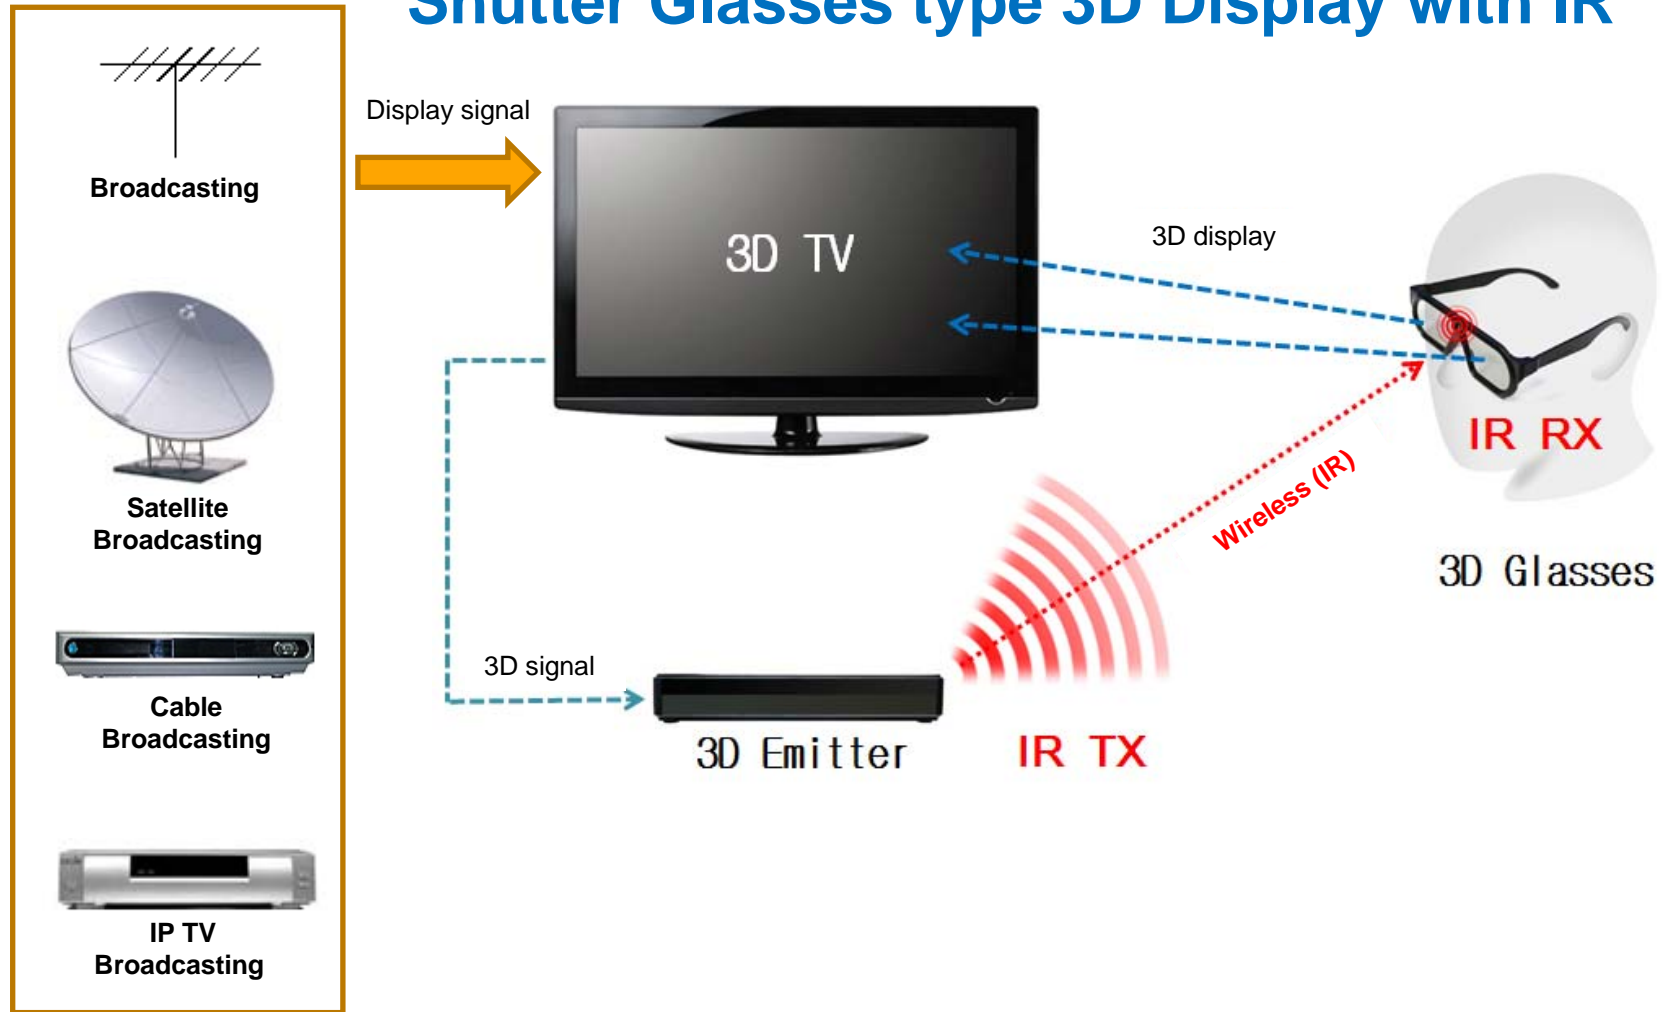 Shutter Glasses type 3D Display with IR
Broadcasting
Satellite
Broadcasting
Cable
Broadcasting
IP TV
Broadcasting
Display signal
3D TV
3D display
3D signal
3D Emitter
IR TX
Wireless (IR)
IR RX
3D Glasses